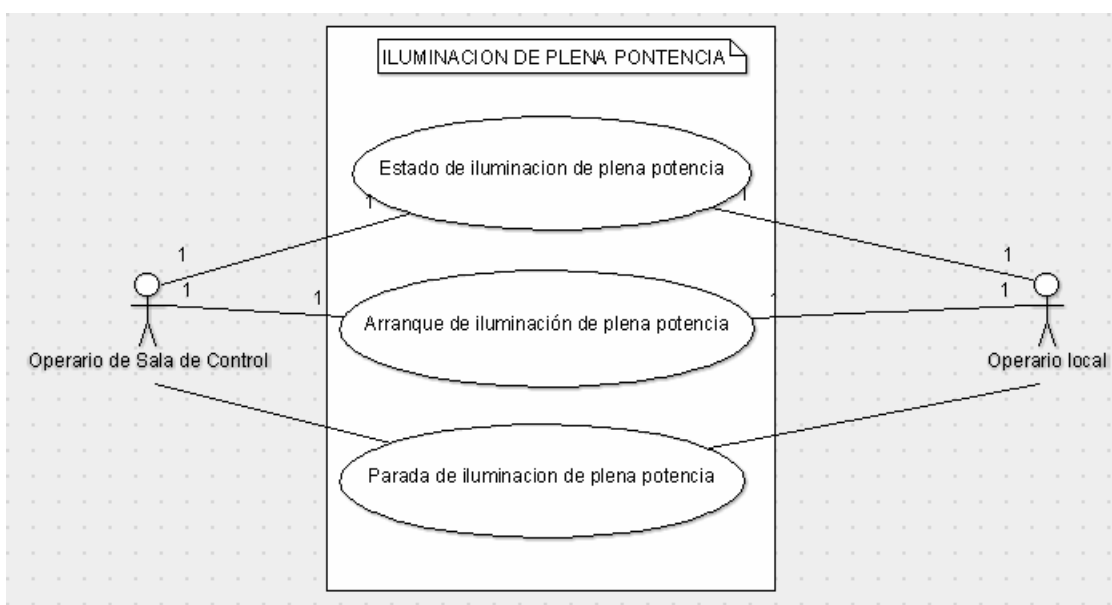 ILUMINACION DE PLENA PONTENCIA
Estado de iluminacion de plena potencia
1
1
1
1
1
1
1
1
Arranque de iluminación de plena potencia
Operario de Sala de Control
Operario local
Parada de iluminacion de plena potencia